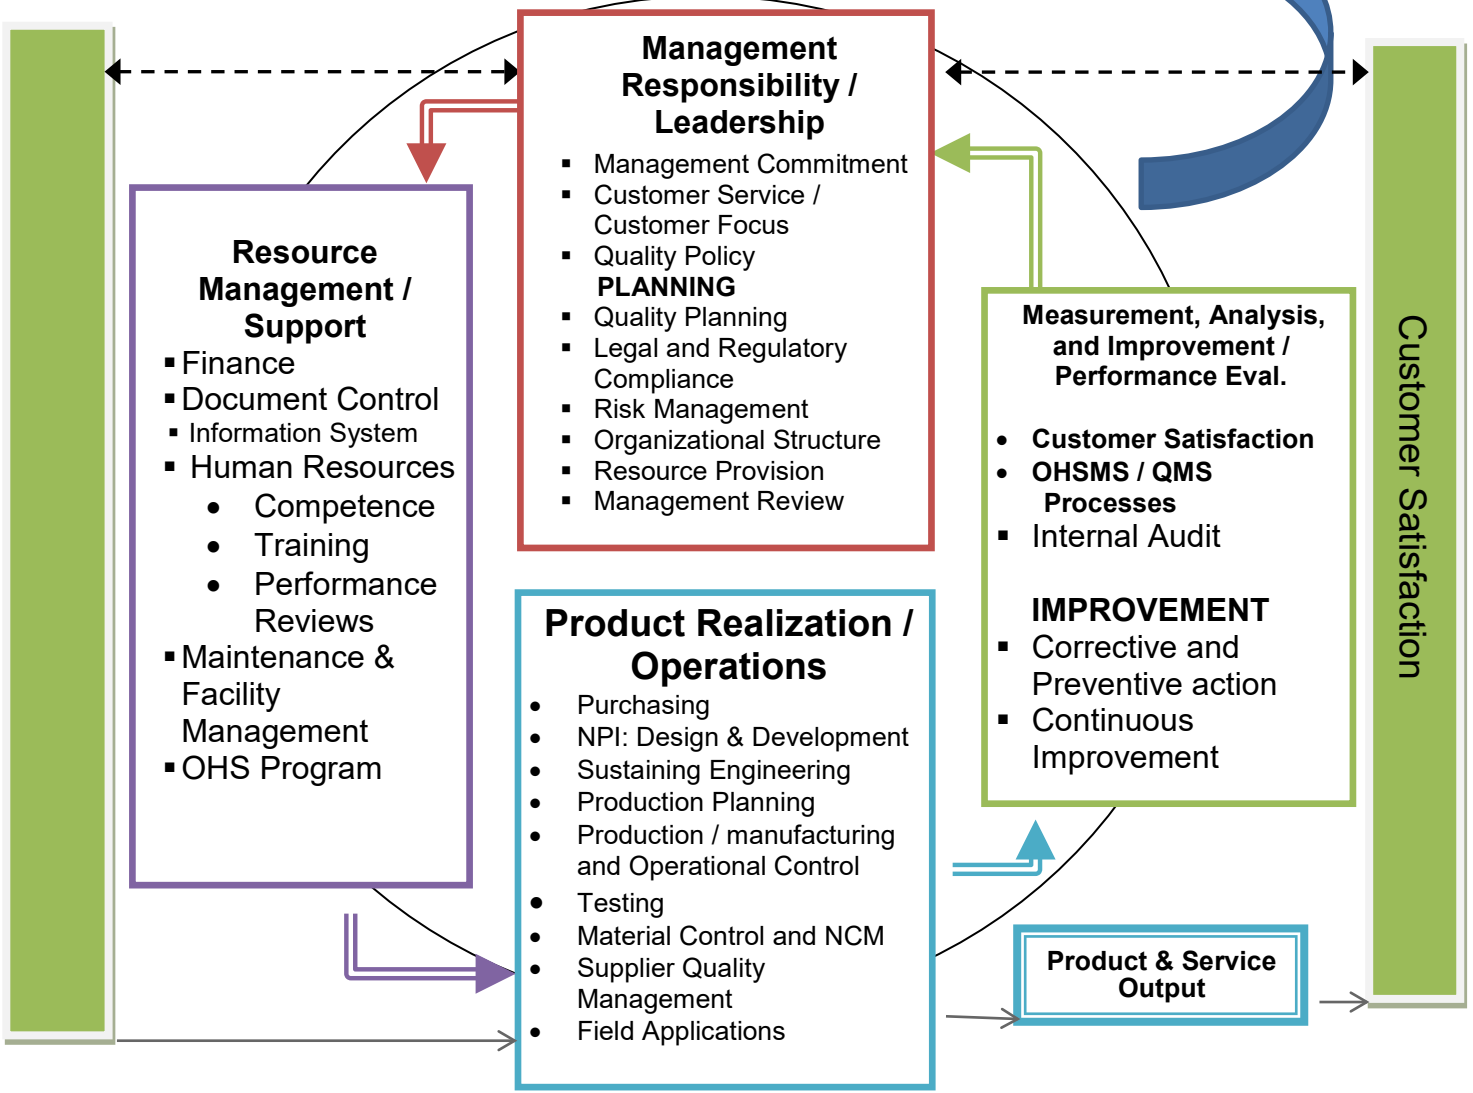 Management
Responsibility /
Leadership
▪ Management Commitment
▪ Customer Service /
Customer Focus
▪ Quality Policy
PLANNING
▪ Quality Planning
▪ Legal and Regulatory
Compliance
▪ Risk Management
▪ Organizational Structure
▪ Resource Provision
▪ Management Review
Resource
Management /
Support
▪ Finance
▪ Document Control
▪ Information System
▪ Human Resources
• Competence
• Training
• Performance
Reviews
▪ Maintenance &
Facility
Management
▪ OHS Program
Product Realization /
Operations
• Purchasing
• NPI: Design & Development
• Sustaining Engineering
• Production Planning
• Production / manufacturing
and Operational Control
• Testing
• Material Control and NCM
• Supplier Quality
Management
• Field Applications
Measurement, Analysis,
and Improvement /
Performance Eval.
• Customer Satisfaction
• OHSMS / QMS
Processes
▪ Internal Audit
IMPROVEMENT
▪ Corrective and
Preventive action
▪ Continuous
Improvement
Product & Service
Output
Customer Satisfaction